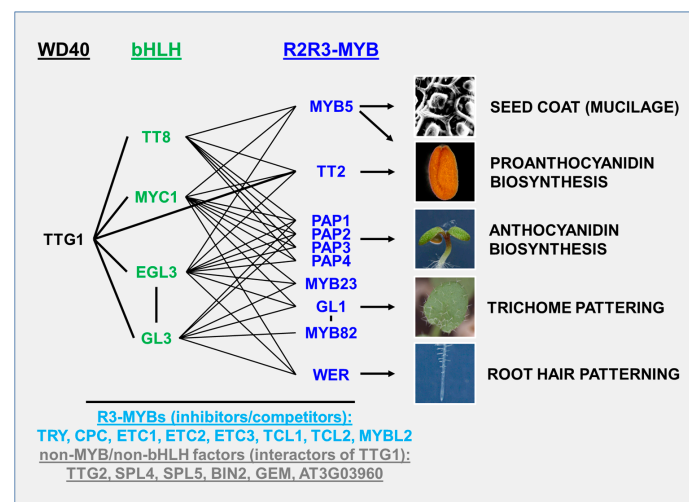 WD40 bHLH R2R3-MYB
MYB5 SEED COAT (MUCILAGE)
TT8
TT2 PROANTHOCYANIDIN
BIOSYNTHESIS
MYC1
PAP1
PAP2 ANTHOCYANIDIN
TTG1 PAP3 BIOSYNTHESIS
PAP4
EGL3
MYB23
GL1 TRICHOME PATTERING
MYB82
GL3
WER ROOT HAIR PATTERNING
R3-MYBs (inhibitors/competitors):
TRY, CPC, ETC1, ETC2, ETC3, TCL1, TCL2, MYBL2
non-MYB/non-bHLH factors (interactors of TTG1):
TTG2, SPL4, SPL5, BIN2, GEM, AT3G03960